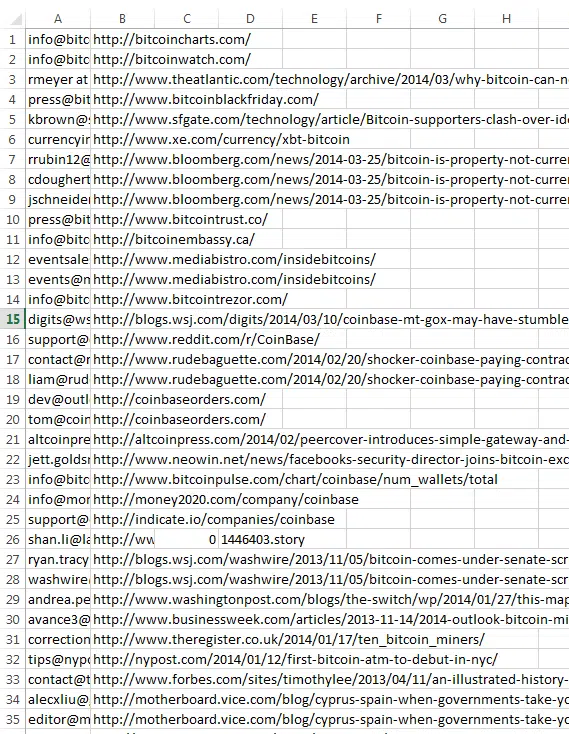 A B C D E F G H
1 info@bitc http://bitcoincharts.com/
2 info@bitc http://bitcoinwatch.com/
3 rmeyer at http://www.theatlantic.com/technology/archive/2014/03/why-bitcoin-can-n
4 press@bit http://www.bitcoinblackfriday.com/
5 kbrown@s http://www.sfgate.com/technology/article/Bitcoin-supporters-clash-over-ide
6 currencyin http://www.xe.com/currency/xbt-bitcoin
7 rrubin12@ http://www.bloomberg.com/news/2014-03-25/bitcoin-is-property-not-curre
8 cdoughert http://www.bloomberg.com/news/2014-03-25/bitcoin-is-property-not-curre
9 jschneide http://www.bloomberg.com/news/2014-03-25/bitcoin-is-property-not-curre
10 press@bit http://www.bitcointrust.co/
11 info@bitc http://bitcoinembassy.ca/
12 eventsale http://www.mediabistro.com/insidebitcoins/
13 events@m http://www.mediabistro.com/insidebitcoins/
14 info@bitc http://www.bitcointrezor.com/
15 digits@ws http://blogs.wsj.com/digits/2014/03/10/coinbase-mt-gox-may-have-stumble
16 support@ http://www.reddit.com/r/CoinBase/
17 contact@r http://www.rudebaguette.com/2014/02/20/shocker-coinbase-paying-contrac
18 liam@rud http://www.rudebaguette.com/2014/02/20/shocker-coinbase-paying-contrac
19 dev@outl http://coinbaseorders.com/
20 tom@coin http://coinbaseorders.com/
21 altcoinpre http://altcoinpress.com/2014/02/peercover-introduces-simple-gateway-and-
22 jett.goldsn http://www.neowin.net/news/facebooks-security-director-joins-bitcoin-exc
23 info@bitc http://www.bitcoinpulse.com/chart/coinbase/num_wallets/total
24 info@mon http://money2020.com/company/coinbase
25 support@ http://indicate.io/companies/coinbase
26 shan.li@la http://ww 0 1446403.story
27 ryan.tracy http://blogs.wsj.com/washwire/2013/11/05/bitcoin-comes-under-senate-scr
28 washwire http://blogs.wsj.com/washwire/2013/11/05/bitcoin-comes-under-senate-scr
29 andrea.pe http://www.washingtonpost.com/blogs/the-switch/wp/2014/01/27/this-map
30 avance3@ http://www.businessweek.com/articles/2013-11-14/2014-outlook-bitcoin-mi
31 correction http://www.theregister.co.uk/2014/01/17/ten_bitcoin_miners/
32 tips@nypo http://nypost.com/2014/01/12/first-bitcoin-atm-to-debut-in-nyc/
33 contact@t http://www.forbes.com/sites/timothylee/2013/04/11/an-illustrated-history-
34 alecxliu@ http://motherboard.vice.com/blog/cyprus-spain-when-governments-take-yo
35 editor@m http://motherboard.vice.com/blog/cyprus-spain-when-governments-take-yo